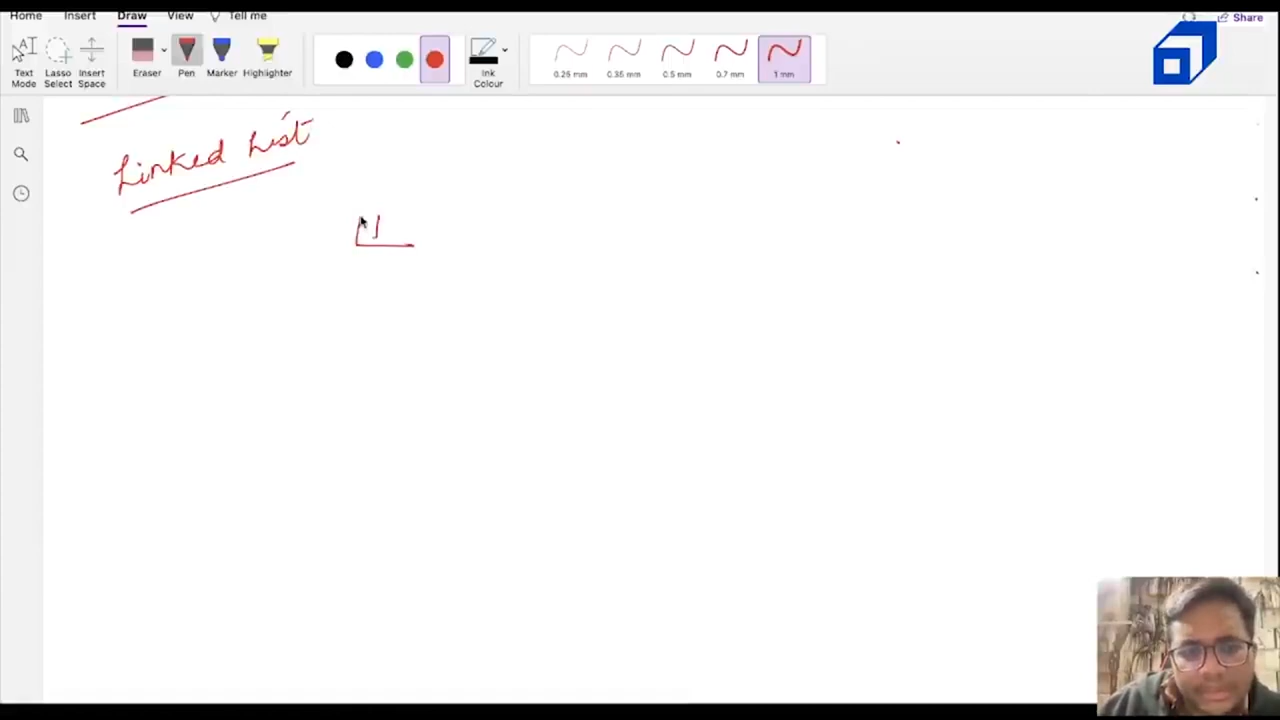 Home Insert Draw View Tell me Share
Text Mode Lasso Select Insert Space Eraser Pen Marker Highlighter Ink Colour 0.25 mm 0.35 mm 0.5 mm 0.7 mm 1 mm
Linked List
1